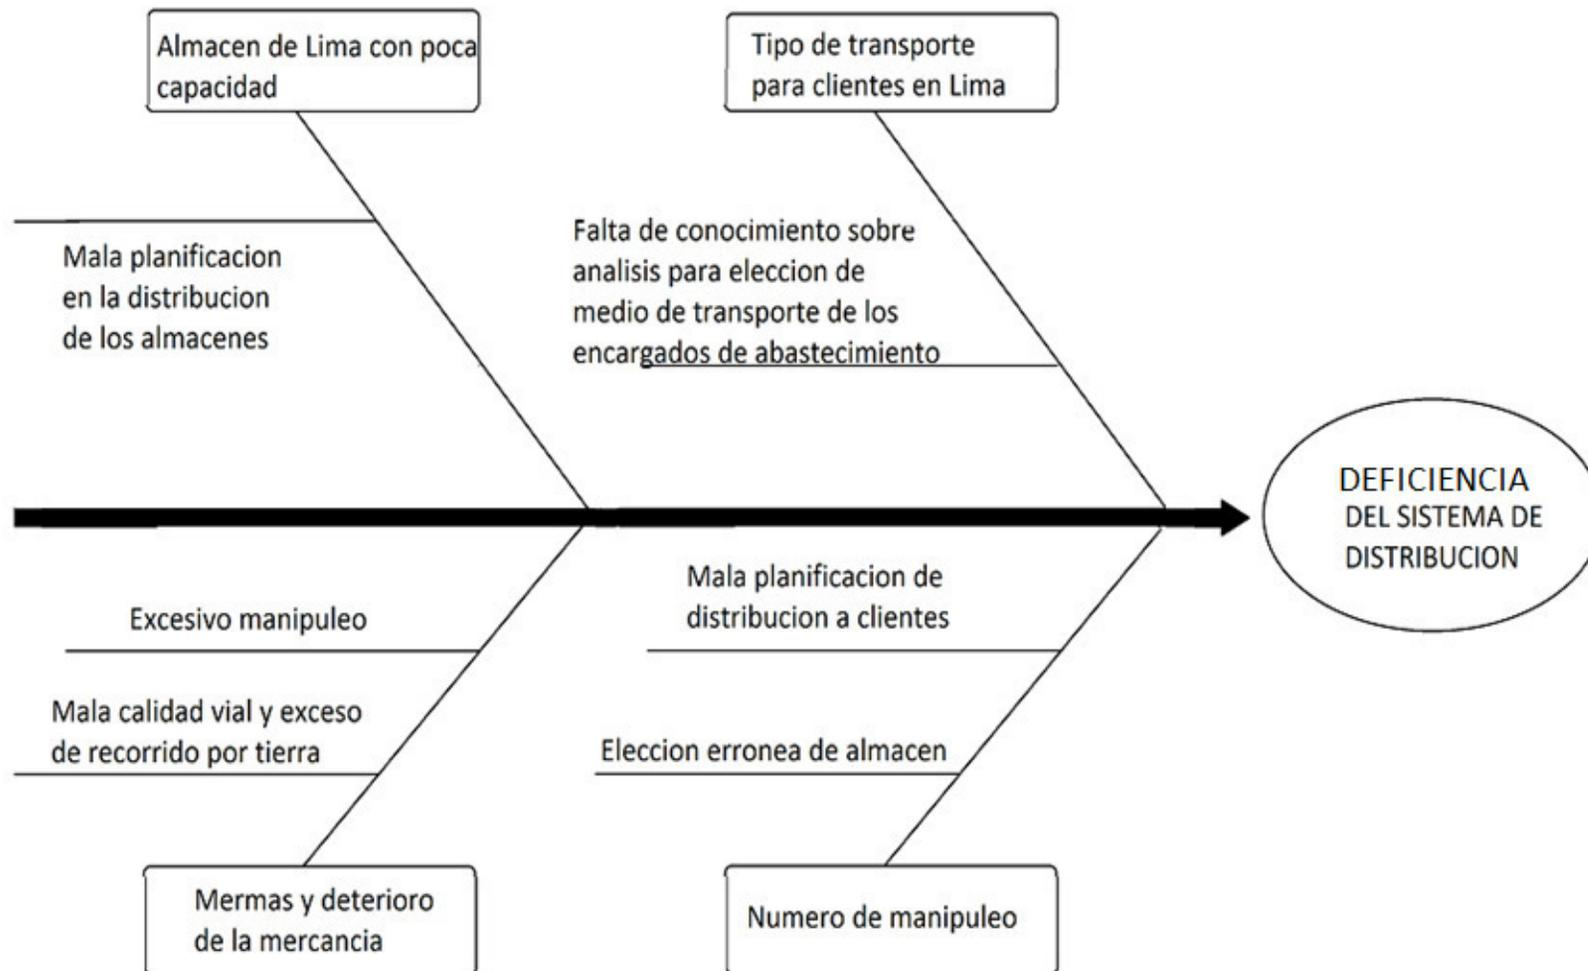 Almacen de Lima con poca
capacidad
Tipo de transporte
para clientes en Lima
Mala planificacion
en la distribucion
de los almacenes
Falta de conocimiento sobre
analisis para eleccion de
medio de transporte de los
encargados de abastecimiento
DEFICIENCIA
DEL SISTEMA DE
DISTRIBUCION
Excesivo manipuleo
Mala calidad vial y exceso
de recorrido por tierra
Mala planificacion de
distribucion a clientes
Eleccion erronea de almacen
Mermas y deterioro
de la mercancia
Numero de manipuleo